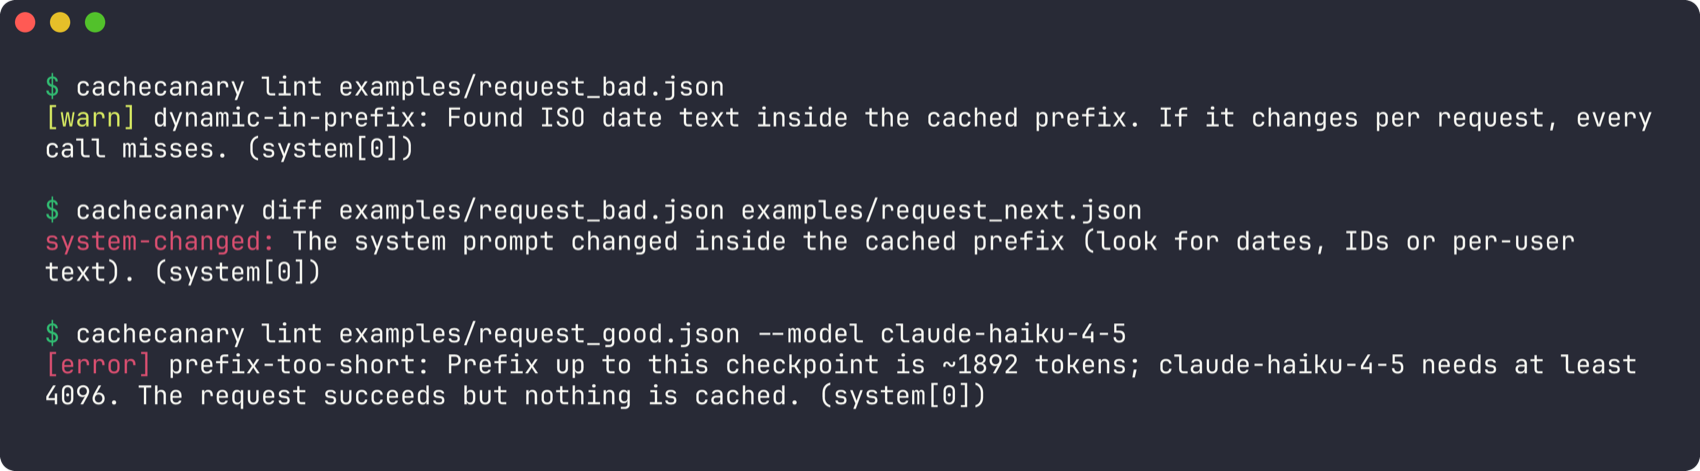 $ cachecanary lint examples/request_bad.json
[warn] dynamic-in-prefix: Found ISO date text inside the cached prefix. If it changes per request, every
call misses. (system[0])
$ cachecanary diff examples/request_bad.json examples/request_next.json
system-changed: The system prompt changed inside the cached prefix (look for dates, IDs or per-user
text). (system[0])
$ cachecanary lint examples/request_good.json --model claude-haiku-4-5
[error] prefix-too-short: Prefix up to this checkpoint is ~1892 tokens; claude-haiku-4-5 needs at least
4096. The request succeeds but nothing is cached. (system[0])